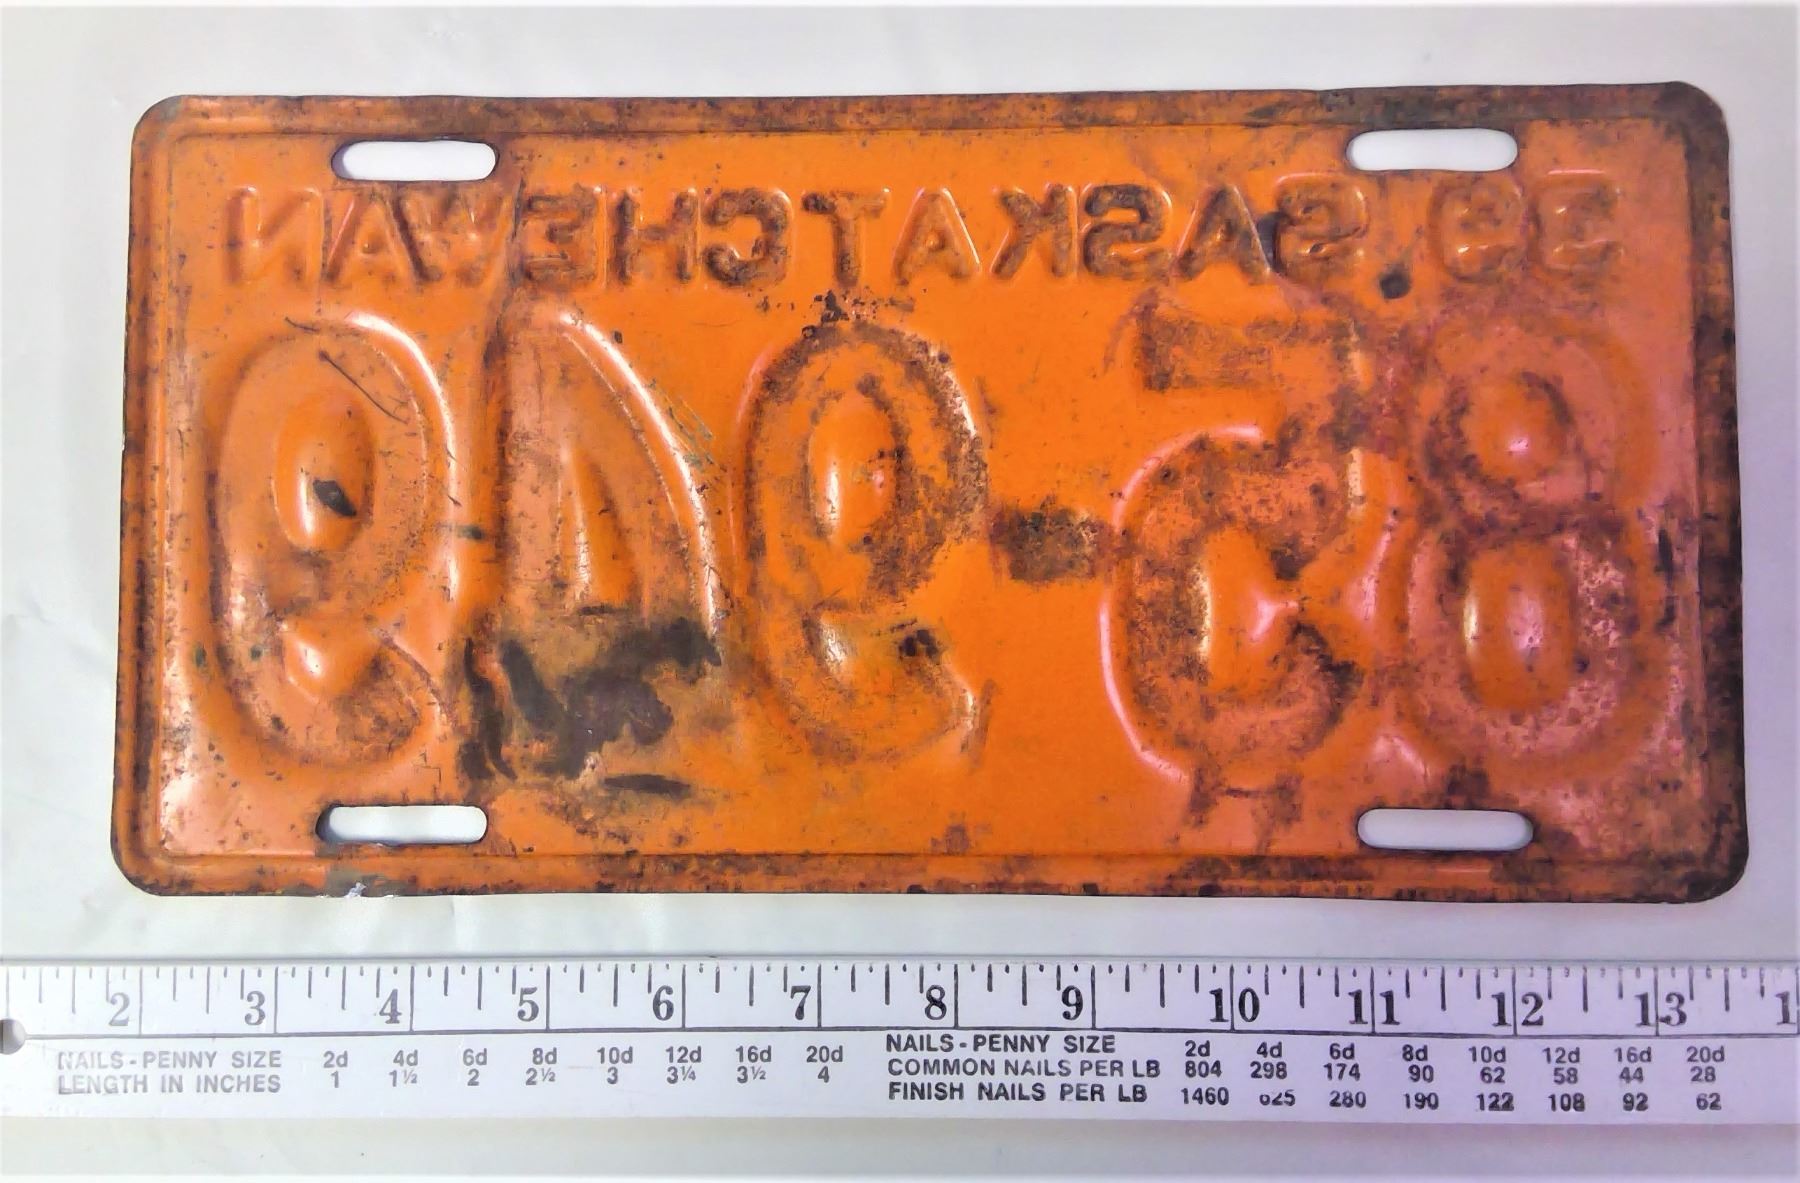 39 SASKATCHEWAN
85-949
2 3 4 5 6 7 8 9 10 11 12 13 1
NAILS - PENNY SIZE 2d 4d 6d 8d 10d 12d 16d 20d
LENGTH IN INCHES 1 1½ 2 2½ 3 3¼ 3½ 4
NAILS - PENNY SIZE 2d 4d 6d 8d 10d 12d 16d 20d
COMMON NAILS PER LB 804 298 174 90 62 58 44 28
FINISH NAILS PER LB 1460 625 280 190 122 108 92 62